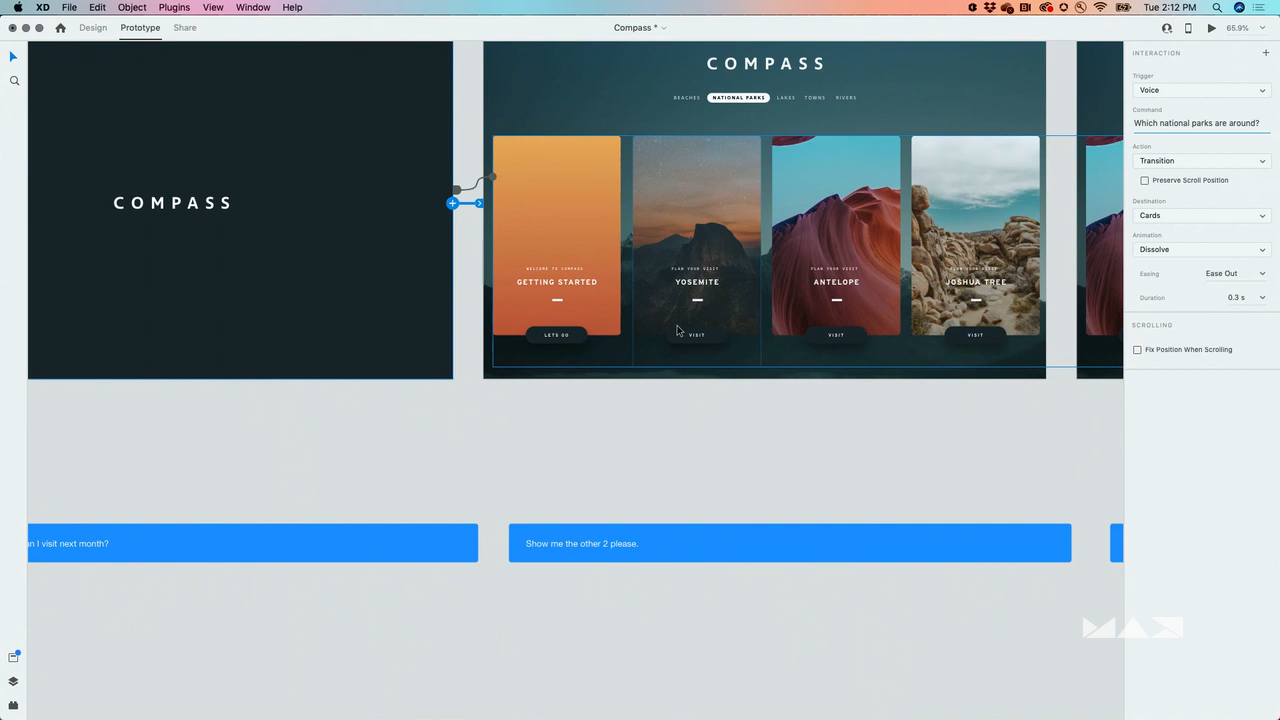 XD File Edit Object Plugins View Window Help
Tue 2:12 PM
Design Prototype Share
Compass *
65.9%
COMPASS
COMPASS
BEACHES NATIONAL PARKS LAKES TOWNS RIVERS
WELCOME TO COMPASS
GETTING STARTED
LETS GO
PLAN YOUR VISIT
YOSEMITE
VISIT
PLAN YOUR VISIT
ANTELOPE
VISIT
PLAN YOUR VISIT
JOSHUA TREE
VISIT
n I visit next month?
Show me the other 2 please.
INTERACTION
Trigger
Voice
Command
Which national parks are around?
Action
Transition
Preserve Scroll Position
Destination
Cards
Animation
Dissolve
Easing Ease Out
Duration 0.3 s
SCROLLING
Fix Position When Scrolling
MAX